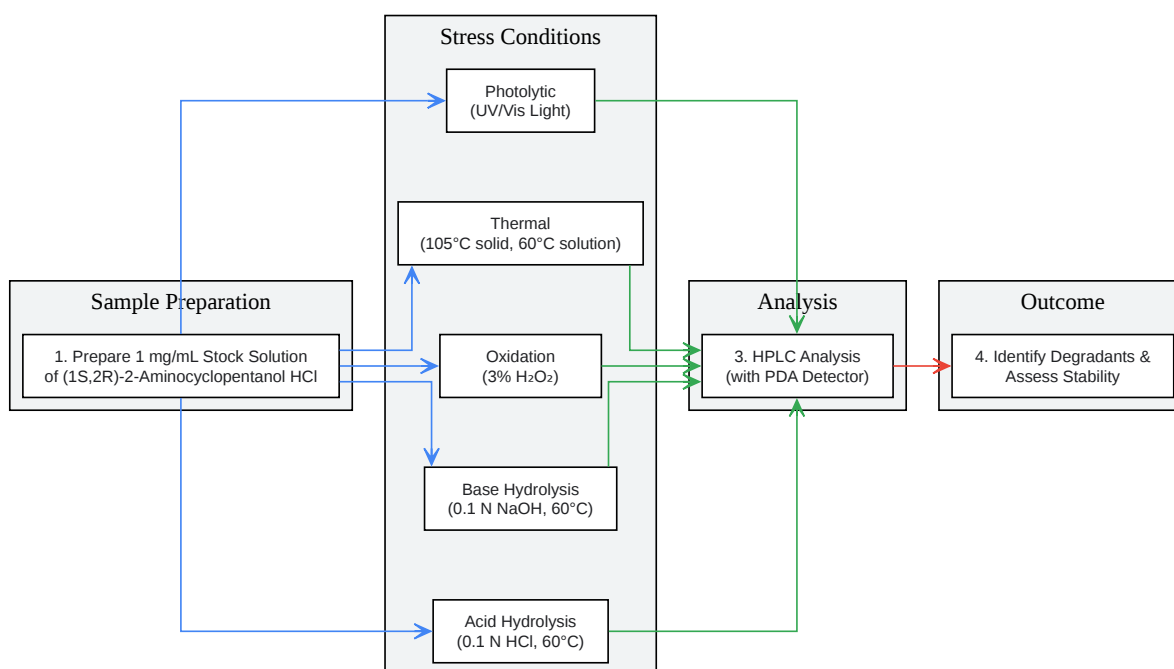 Stress Conditions
Photolytic
(UV/Vis Light)
Thermal
(105°C solid, 60°C solution)
Sample Preparation
1. Prepare 1 mg/mL Stock Solution
of (1S,2R)-2-Aminocyclopentanol HCl
Oxidation
(3% H₂O₂)
Base Hydrolysis
(0.1 N NaOH, 60°C)
Acid Hydrolysis
(0.1 N HCl, 60°C)
Analysis
3. HPLC Analysis
(with PDA Detector)
Outcome
4. Identify Degradants &
Assess Stability